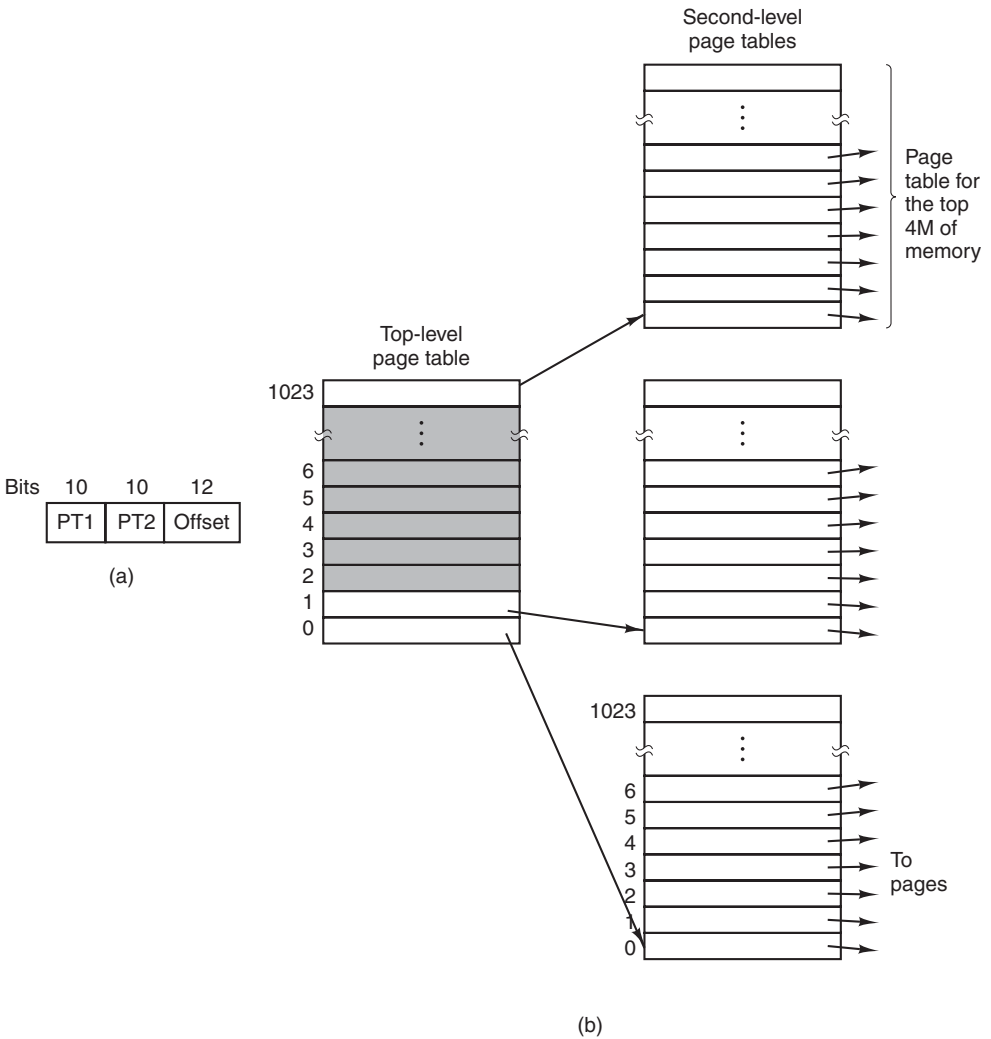 Second-level
page tables
Page
table for
the top
4M of
memory
Top-level
page table
1023
6
5
4
3
2
1
0
Bits 10 10 12
PT1 PT2 Offset
(a)
1023
6
5
4
3
2
1
0
To
pages
(b)